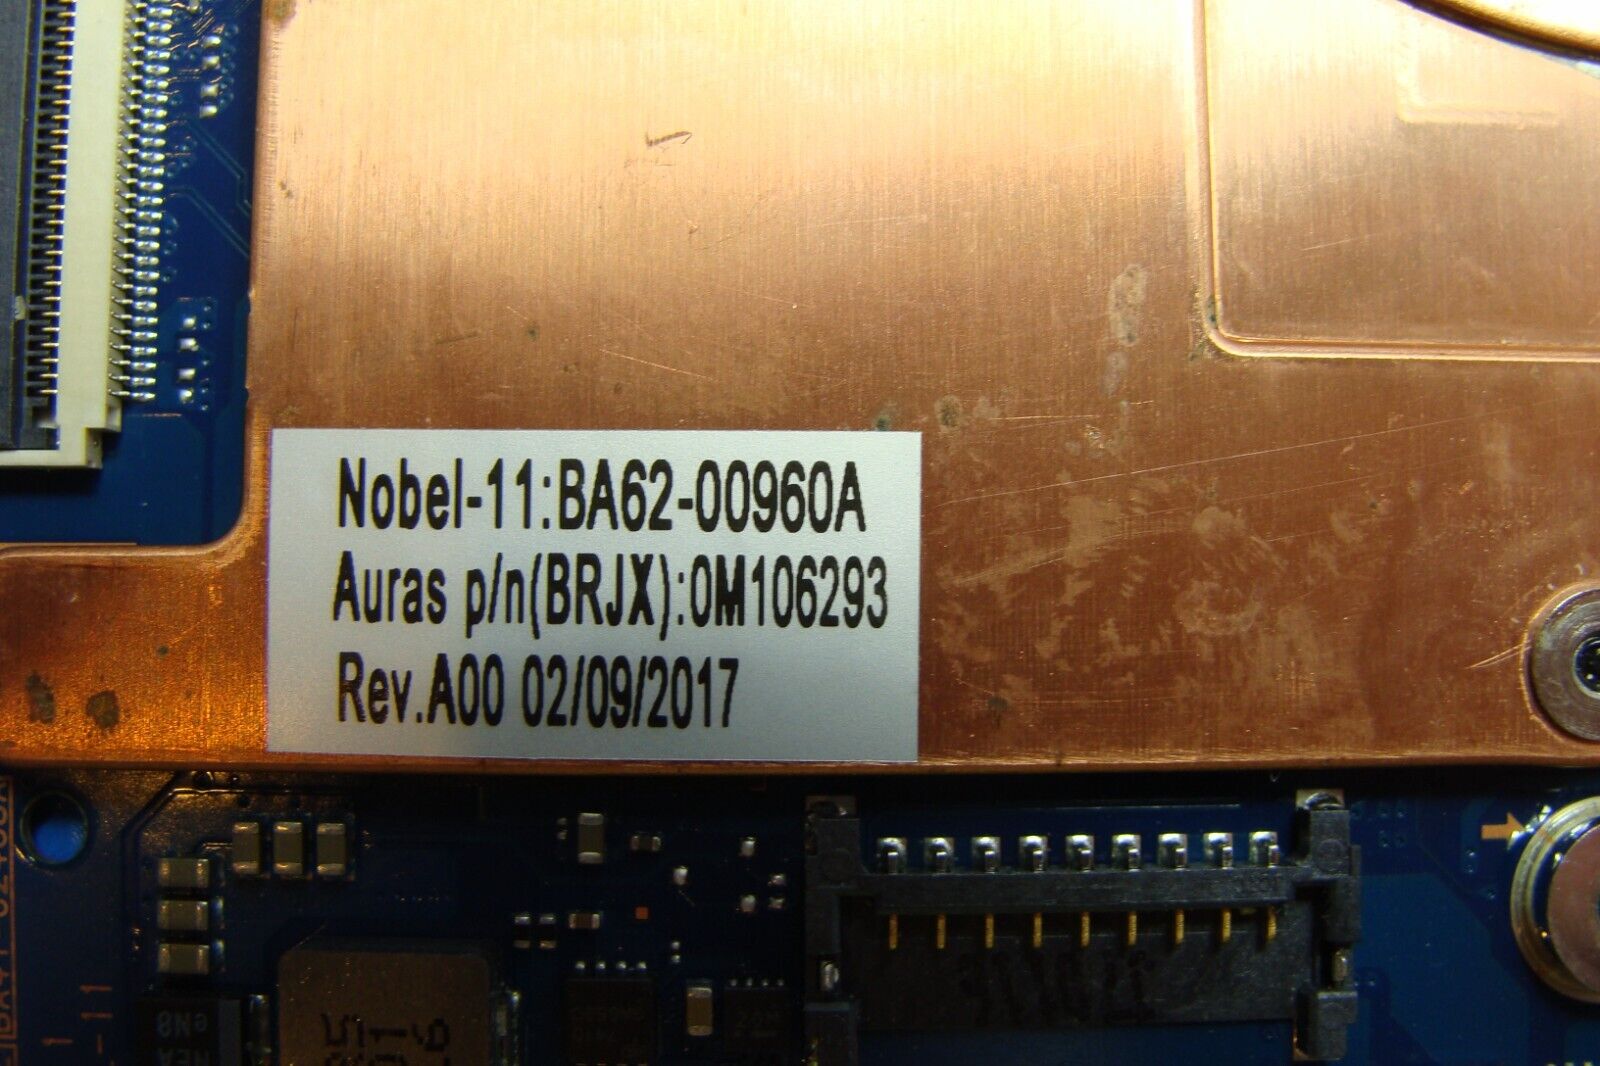 Nobel-11:BA62-00960A
Auras p/n(BRJX):0M106293
Rev.A00 02/09/2017